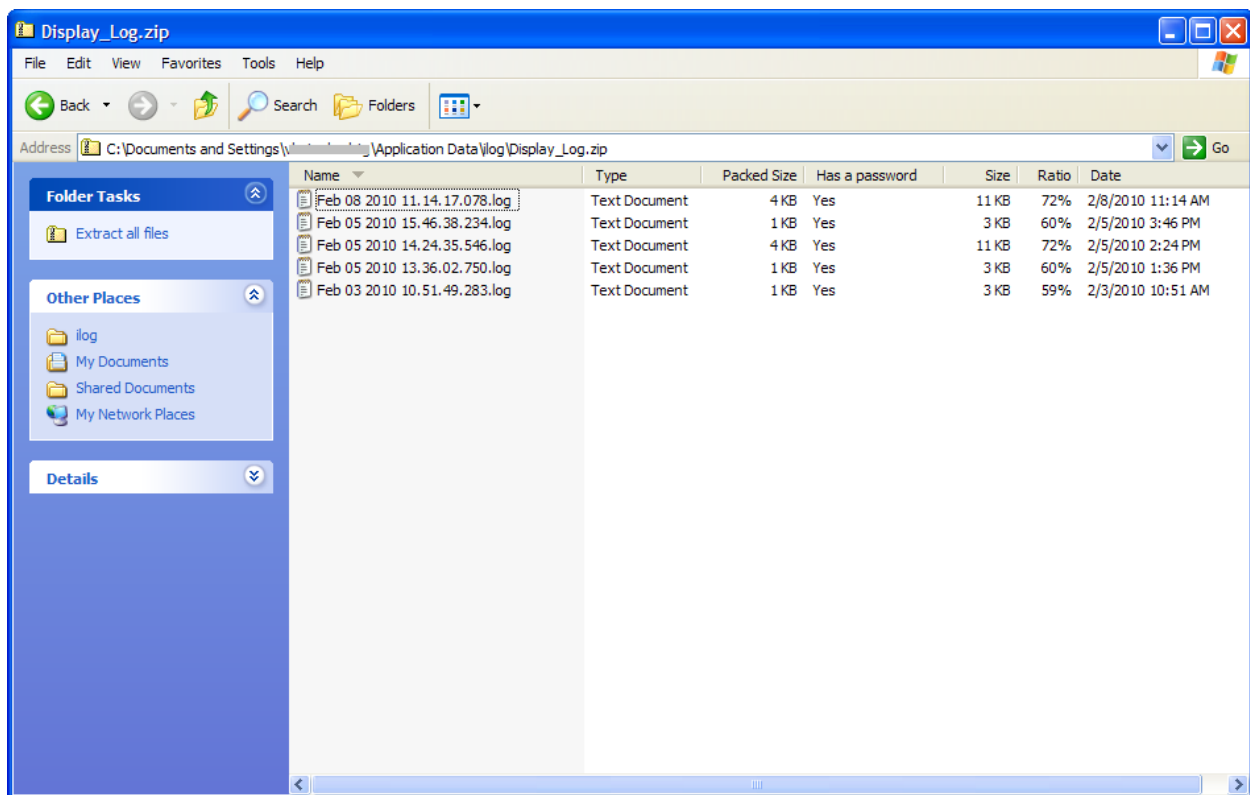 Display_Log.zip
File Edit View Favorites Tools Help
Back Search Folders
Address C:\Documents and Settings\ \Application Data\ilog\Display_Log.zip Go
Folder Tasks
Extract all files
Other Places
ilog
My Documents
Shared Documents
My Network Places
Details
Name Type Packed Size Has a password Size Ratio Date
Feb 08 2010 11.14.17.078.log Text Document 4 KB Yes 11 KB 72% 2/8/2010 11:14 AM
Feb 05 2010 15.46.38.234.log Text Document 1 KB Yes 3 KB 60% 2/5/2010 3:46 PM
Feb 05 2010 14.24.35.546.log Text Document 4 KB Yes 11 KB 72% 2/5/2010 2:24 PM
Feb 05 2010 13.36.02.750.log Text Document 1 KB Yes 3 KB 60% 2/5/2010 1:36 PM
Feb 03 2010 10.51.49.283.log Text Document 1 KB Yes 3 KB 59% 2/3/2010 10:51 AM